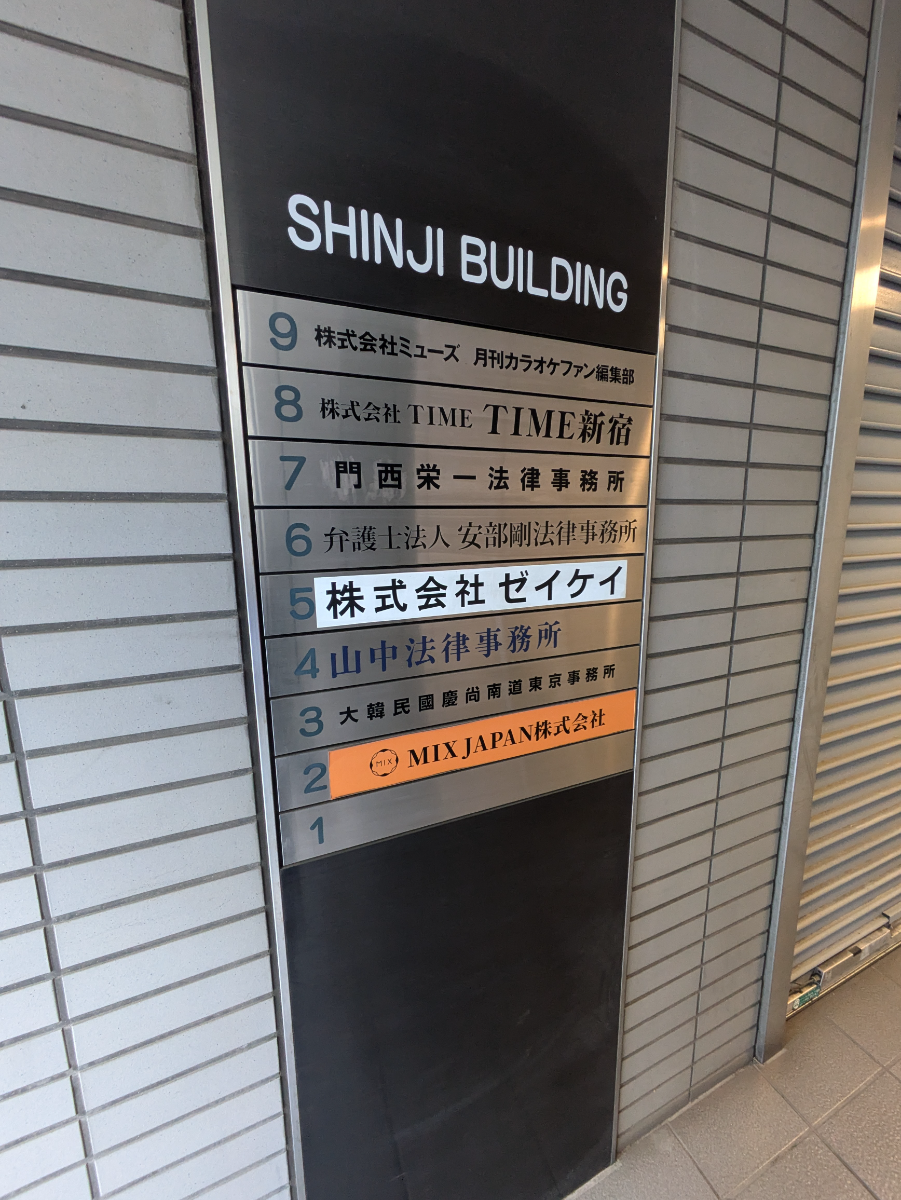 SHINJI BUILDING
9 株式会社ミューズ 月刊カラオケファン編集部
8 株式会社 TIME TIME新宿
7 門西栄一法律事務所
6 弁護士法人 安部剛法律事務所
5 株式会社 ゼイケイ
4 山中法律事務所
3 大韓民國慶尚南道東京事務所
2 MIX MIX JAPAN株式会社
1